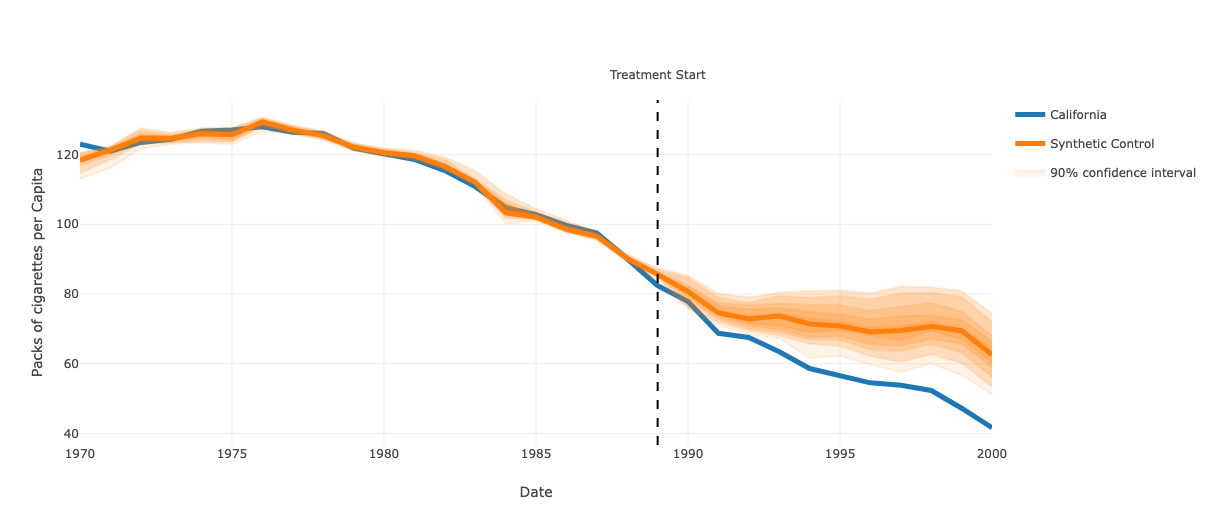 Treatment Start
California
Synthetic Control
90% confidence interval
Packs of cigarettes per Capita
120
100
80
60
40
1970 1975 1980 1985 1990 1995 2000
Date